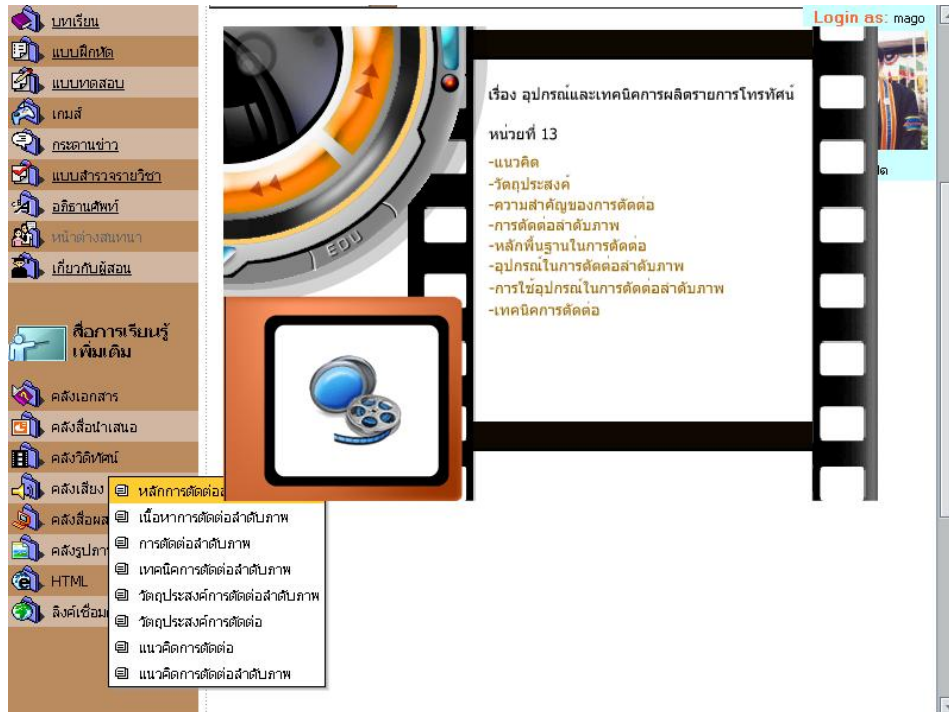 บทเรียน
แบบฝึกหัด
แบบทดสอบ
เกมส์
กระดานข่าว
แบบสำรวจรายวิชา
อภิธานศัพท์
หน้าต่างสนทนา
เกี่ยวกับผู้สอน
สื่อการเรียนรู้
เพิ่มเติม
คลังเอกสาร
คลังสื่อนำเสนอ
คลังวิดีทัศน์
คลังเสียง
คลังสื่อผส
คลังรูปภา
HTML
ลิงค์เชื่อม
หลักการตัดต่อ
เนื้อหาการตัดต่อลำดับภาพ
การตัดต่อลำดับภาพ
เทคนิคการตัดต่อลำดับภาพ
วัตถุประสงค์การตัดต่อลำดับภาพ
วัตถุประสงค์การตัดต่อ
แนวคิดการตัดต่อ
แนวคิดการตัดต่อลำดับภาพ
EDU
เรื่อง อุปกรณ์และเทคนิคการผลิตรายการโทรทัศน์
หน่วยที่ 13
-แนวคิด
-วัตถุประสงค์
-ความสำคัญของการตัดต่อ
-การตัดต่อลำดับภาพ
-หลักพื้นฐานในการตัดต่อ
-อุปกรณ์ในการตัดต่อลำดับภาพ
-การใช้อุปกรณ์ในการตัดต่อลำดับภาพ
-เทคนิคการตัดต่อ
Login as: mago